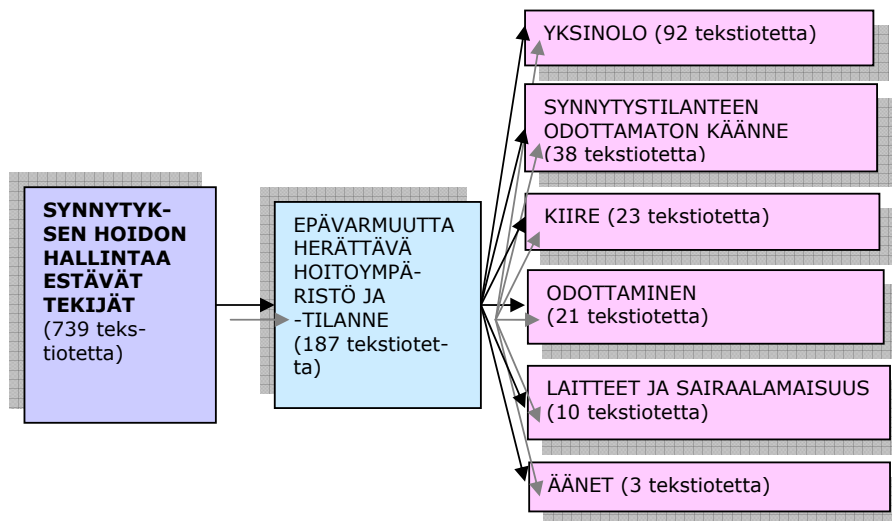 SYNNYTYK-
SEN HOIDON
HALLINTAA
ESTÄVÄT
TEKIJÄT
(739 teks-
tiotetta)
EPÄVARMUUTTA
HERÄTTÄVÄ
HOITOYMPÄ-
RISTÖ JA
-TILANNE
(187 tekstiotet-
ta)
YKSINOLO (92 tekstiotetta)
SYNNYTYSTILANTEEN
ODOTTAMATON KÄÄNNE
(38 tekstiotetta)
KIIRE (23 tekstiotetta)
ODOTTAMINEN
(21 tekstiotetta)
LAITTEET JA SAIRAALAMAISUUS
(10 tekstiotetta)
ÄÄNET (3 tekstiotetta)